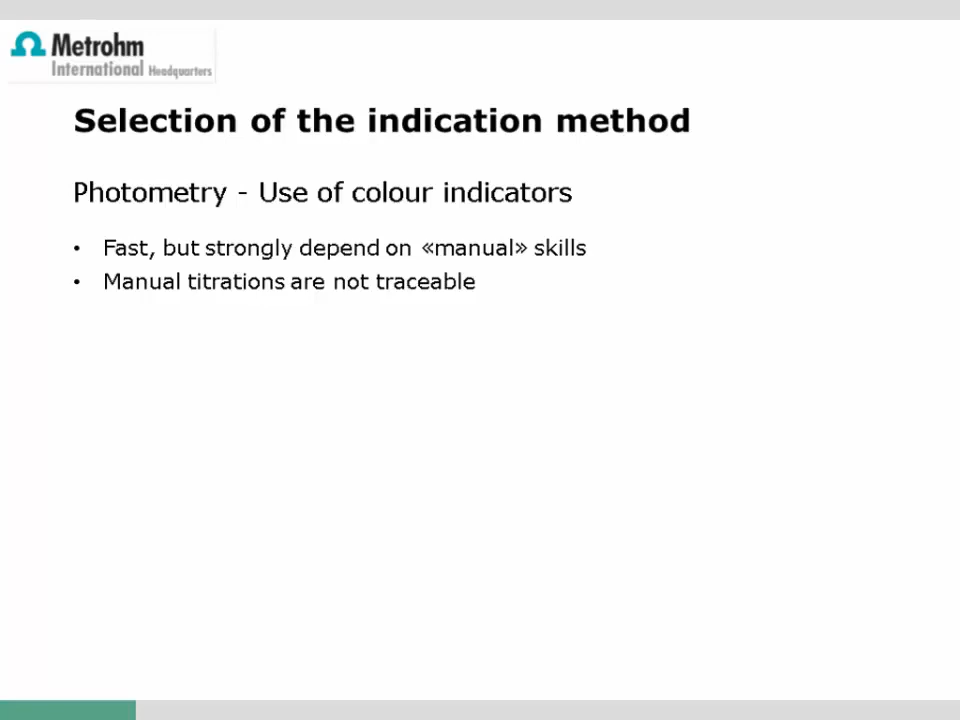 Metrohm
International Headquarters
Selection of the indication method
Photometry - Use of colour indicators
• Fast, but strongly depend on «manual» skills
• Manual titrations are not traceable